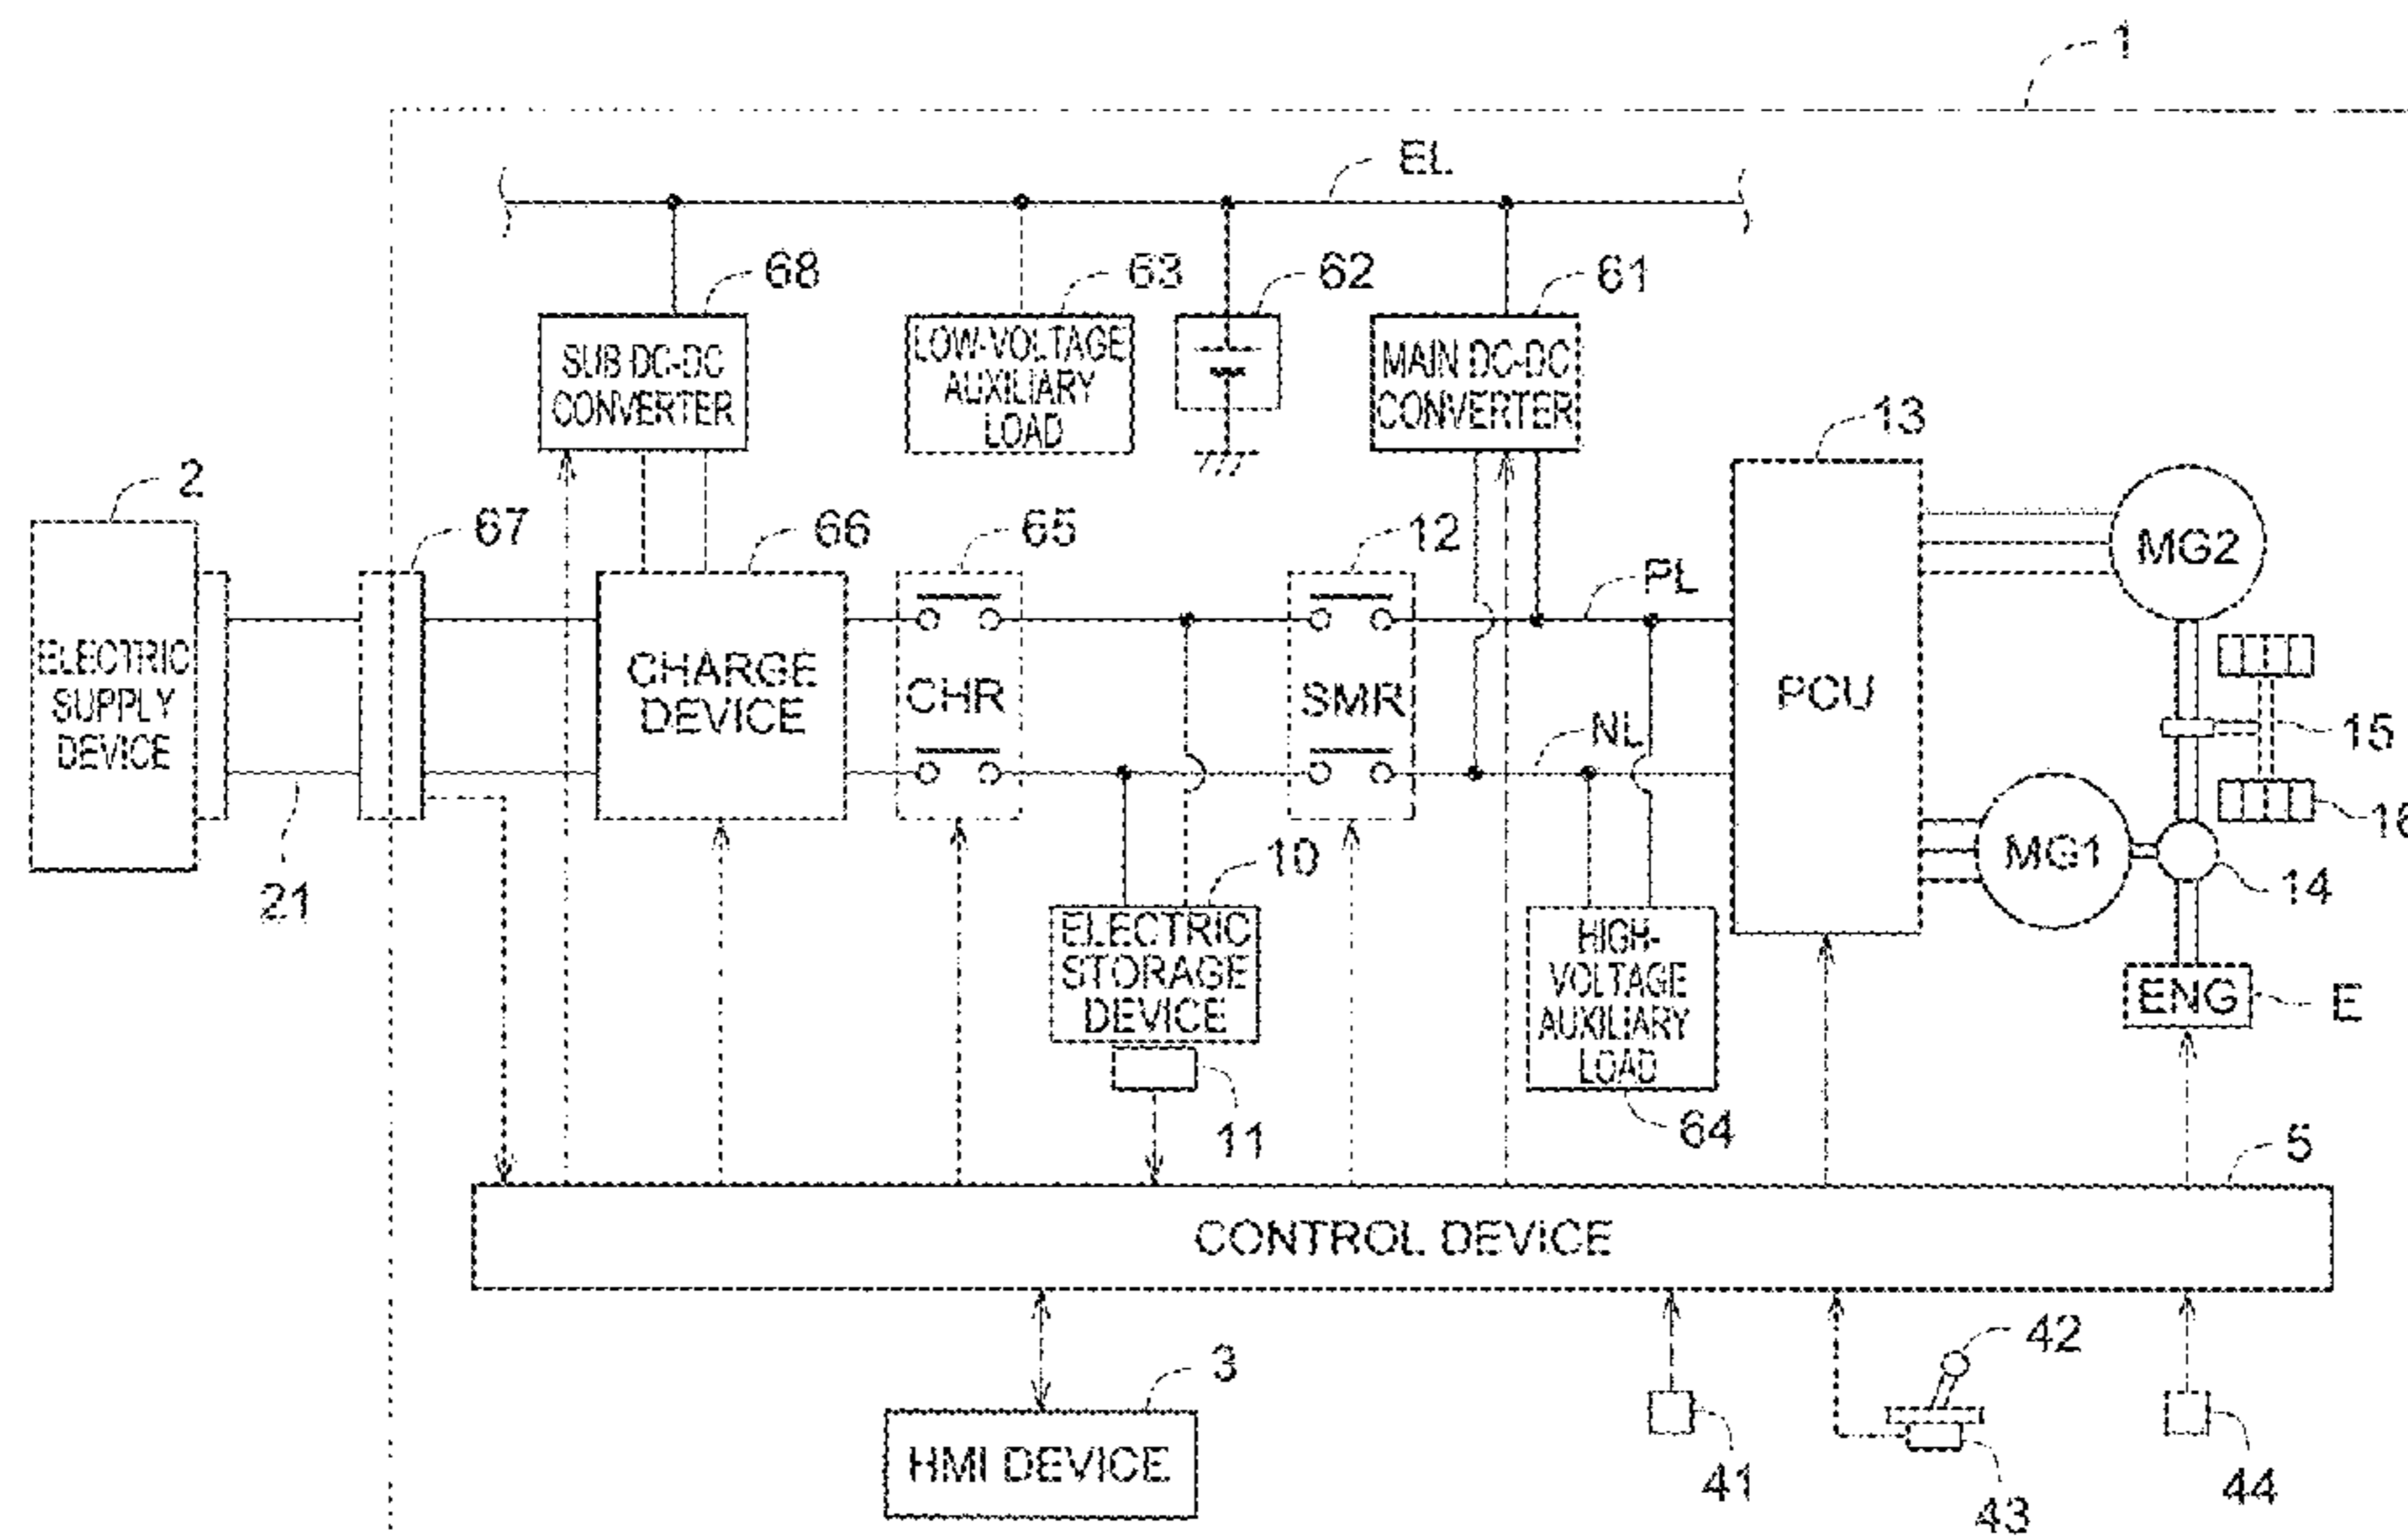 1
EL
68
63
62
61
SUB DC-DC
CONVERTER
LOW-VOLTAGE
AUXILIARY
LOAD
MAIN DC-DC
CONVERTER
13
2
67
66
65
12
PL
MG2
ELECTRIC
SUPPLY
DEVICE
CHARGE
DEVICE
CHR
SMR
PCU
NL
15
16
21
10
MG1
14
ELECTRIC
STORAGE
DEVICE
HIGH-
VOLTAGE
AUXILIARY
LOAD
ENG
E
11
64
5
CONTROL DEVICE
3
42
HMI DEVICE
41
43
44